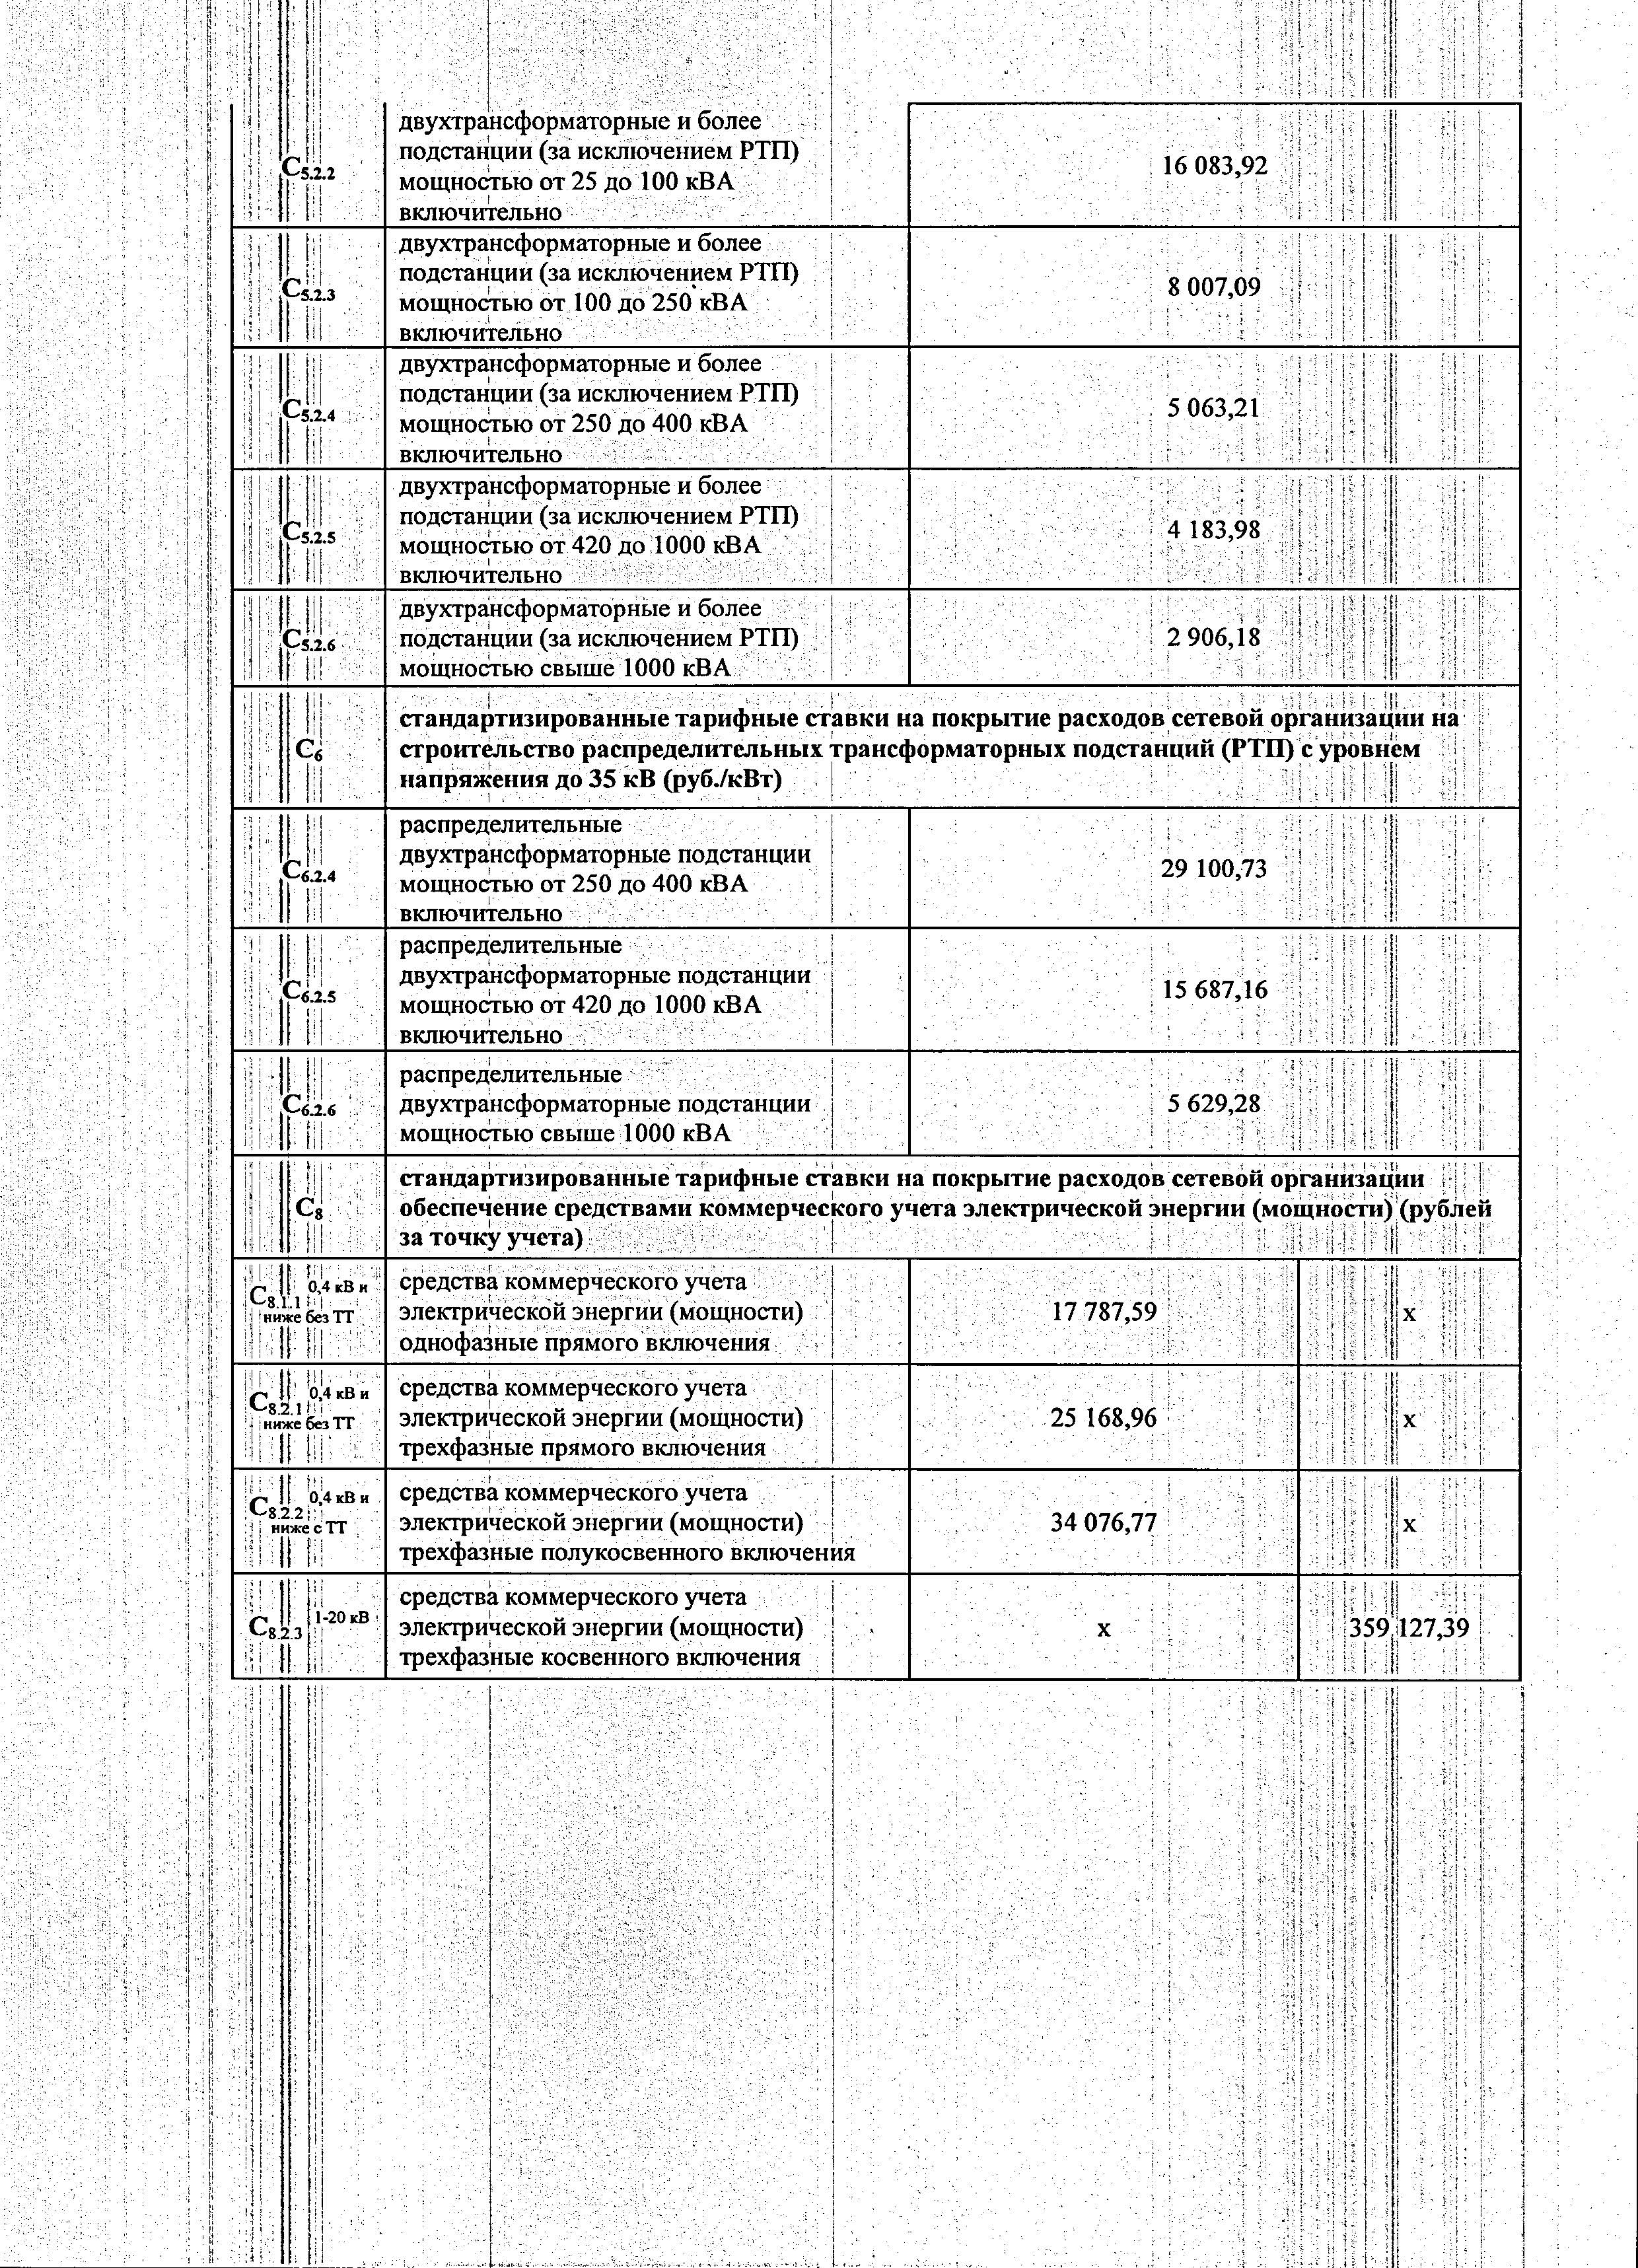 двухтрансформаторные и более
подстанции (за исключением РТП)
С5.2.2
мощностью от 25 до 100 кВА
включительно
16 083,92
двухтрансформаторные и более
подстанции (за исключением РТП)
С5.2.3
мощностью от 100 до 250 кВА
включительно
8 007,09
двухтрансформаторные и более
подстанции (за исключением РТП)
С5.2.4
мощностью от 250 до 400 кВА
включительно
5 063,21
двухтрансформаторные и более
подстанции (за исключением РТП)
С5.2.5
мощностью от 420 до 1000 кВА
включительно
4 183,98
двухтрансформаторные и более
С5.2.6
подстанции (за исключением РТП)
мощностью свыше 1000 кВА
2 906,18
С6
стандартизированные тарифные ставки на покрытие расходов сетевой организации на
строительство распределительных трансформаторных подстанций (РТП) с уровнем
напряжения до 35 кВ (руб./кВт)
С6.2.4
распределительные
двухтрансформаторные подстанции
мощностью от 250 до 400 кВА
включительно
29 100,73
С6.2.5
распределительные
двухтрансформаторные подстанции
мощностью от 420 до 1000 кВА
включительно
15 687,16
С6.2.6
распределительные
двухтрансформаторные подстанции
мощностью свыше 1000 кВА
5 629,28
С8
стандартизированные тарифные ставки на покрытие расходов сетевой организации
обеспечение средствами коммерческого учета электрической энергии (мощности) (рублей
за точку учета)
С8.1.1 0,4 кВ и
ниже без ТТ
средства коммерческого учета
электрической энергии (мощности)
однофазные прямого включения
17 787,59
х
С8.2.1 0,4 кВ и
ниже без ТТ
средства коммерческого учета
электрической энергии (мощности)
трехфазные прямого включения
25 168,96
х
С8.2.2 0,4 кВ и
ниже с ТТ
средства коммерческого учета
электрической энергии (мощности)
трехфазные полукосвенного включения
34 076,77
х
С8.2.3 1-20 кВ
средства коммерческого учета
электрической энергии (мощности)
трехфазные косвенного включения
х
359 127,39